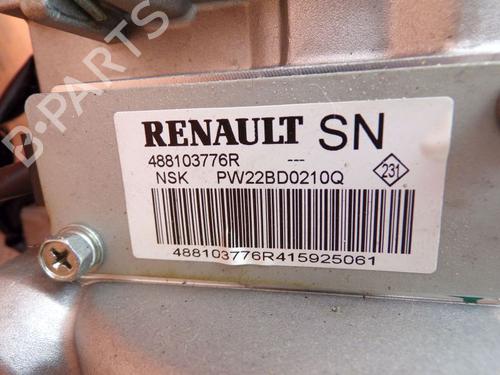 RENAULT SN
488103776R ---
NSK PW22BD0210Q
231
488103776R415925061
B-PARTS